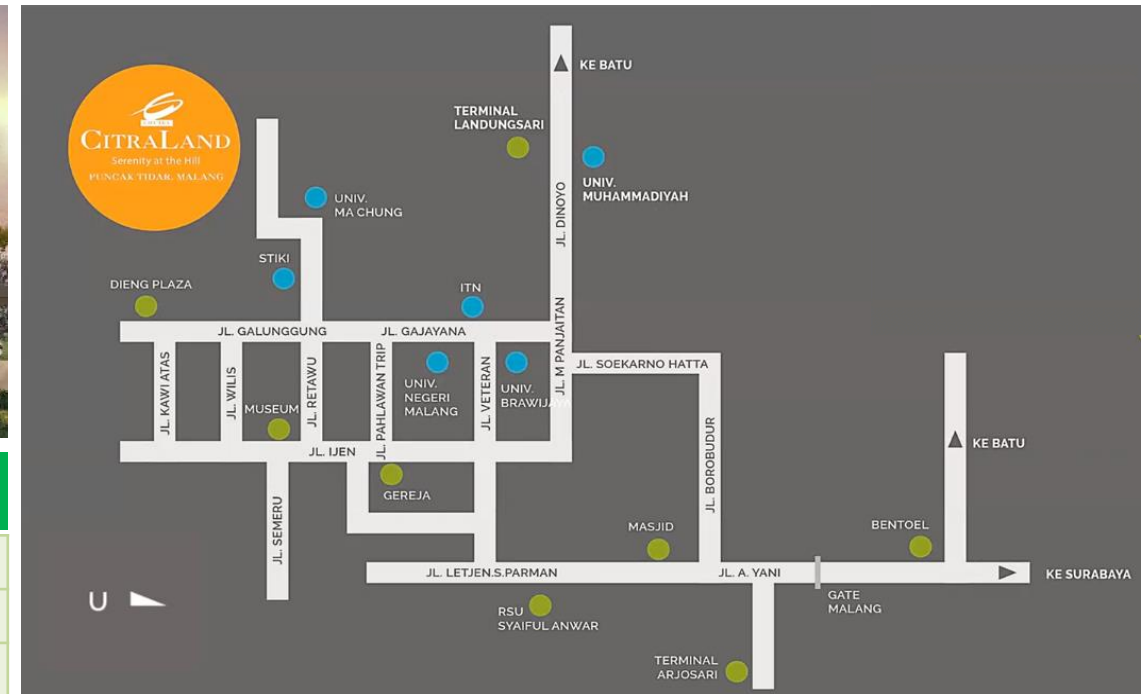 KE BATU
TERMINAL
LANDUNGSARI
CITRALAND
Serenity at the Hill
PUNCAK TIDAR, MALANG
JL. DINOYO
UNIV.
MUHAMMADIYAH
UNIV.
MA CHUNG
STIKI
DIENG PLAZA
ITN
JL. GALUNGGUNG
JL. GAJAYANA
JL. M PANJAITAN
JL. KAWI ATAS
JL. WILIS
JL. RETAWU
JL. PAHLAWAN TRIP
UNIV.
NEGERI
MALANG
JL. VETERAN
UNIV.
BRAWIJAYA
JL. SOEKARNO HATTA
MUSEUM
JL. IJEN
JL. BOROBUDUR
KE BATU
GEREJA
JL. SEMERU
MASJID
BENTOEL
JL. LETJEN.S.PARMAN
JL. A. YANI
KE SURABAYA
U
RSU
SYAIFUL ANWAR
GATE
MALANG
TERMINAL
ARJOSARI